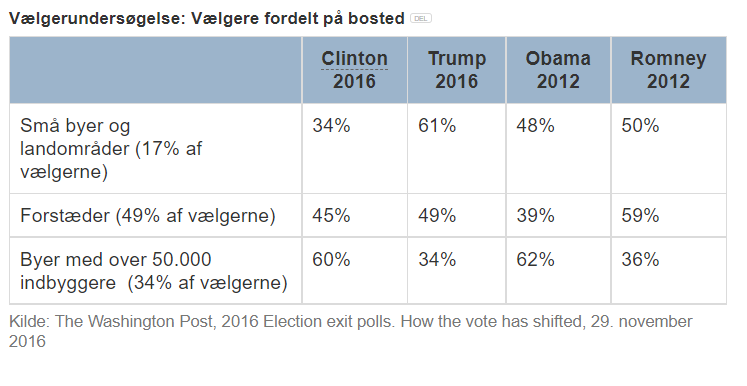 Vælgerundersøgelse: Vælgere fordelt på bosted DEL
Clinton 2016 Trump 2016 Obama 2012 Romney 2012
Små byer og
landområder (17% af
vælgerne) 34% 61% 48% 50%
Forstæder (49% af vælgerne) 45% 49% 39% 59%
Byer med over 50.000
indbyggere (34% af vælgerne) 60% 34% 62% 36%
Kilde: The Washington Post, 2016 Election exit polls. How the vote has shifted, 29. november
2016